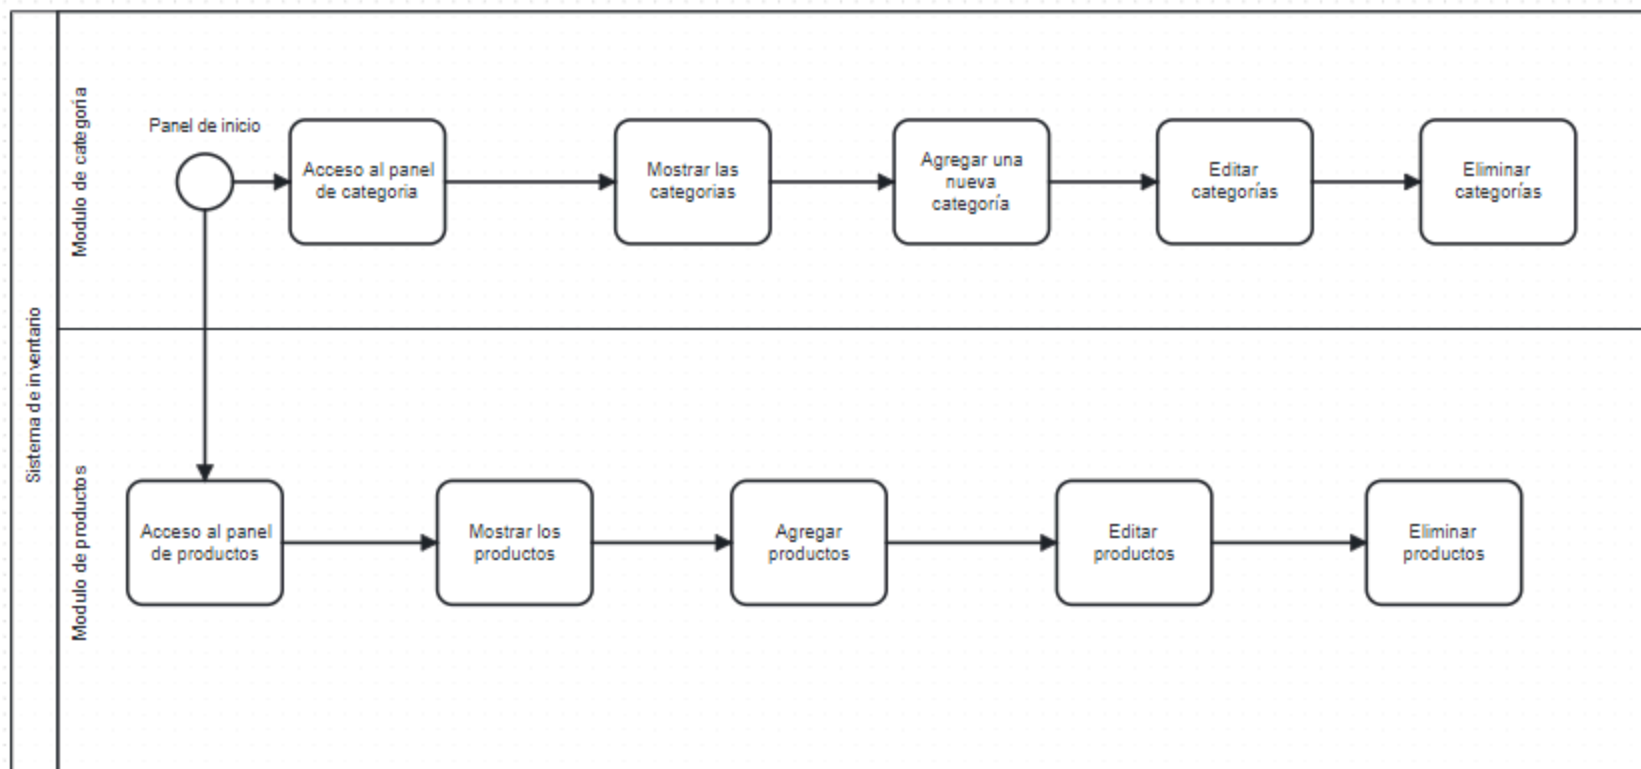 Sistema de inventario
Modulo de categoría
Panel de inicio
Acceso al panel
de categoria
Mostrar las
categorias
Agregar una
nueva
categoría
Editar
categorías
Eliminar
categorías
Modulo de productos
Acceso al panel
de productos
Mostrar los
productos
Agregar
productos
Editar
productos
Eliminar
productos